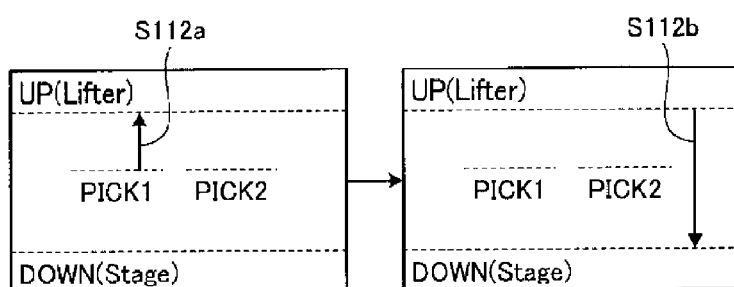 S112a
S112b
UP(Lifter)
UP(Lifter)
PICK1 PICK2
PICK1 PICK2
DOWN(Stage)
DOWN(Stage)